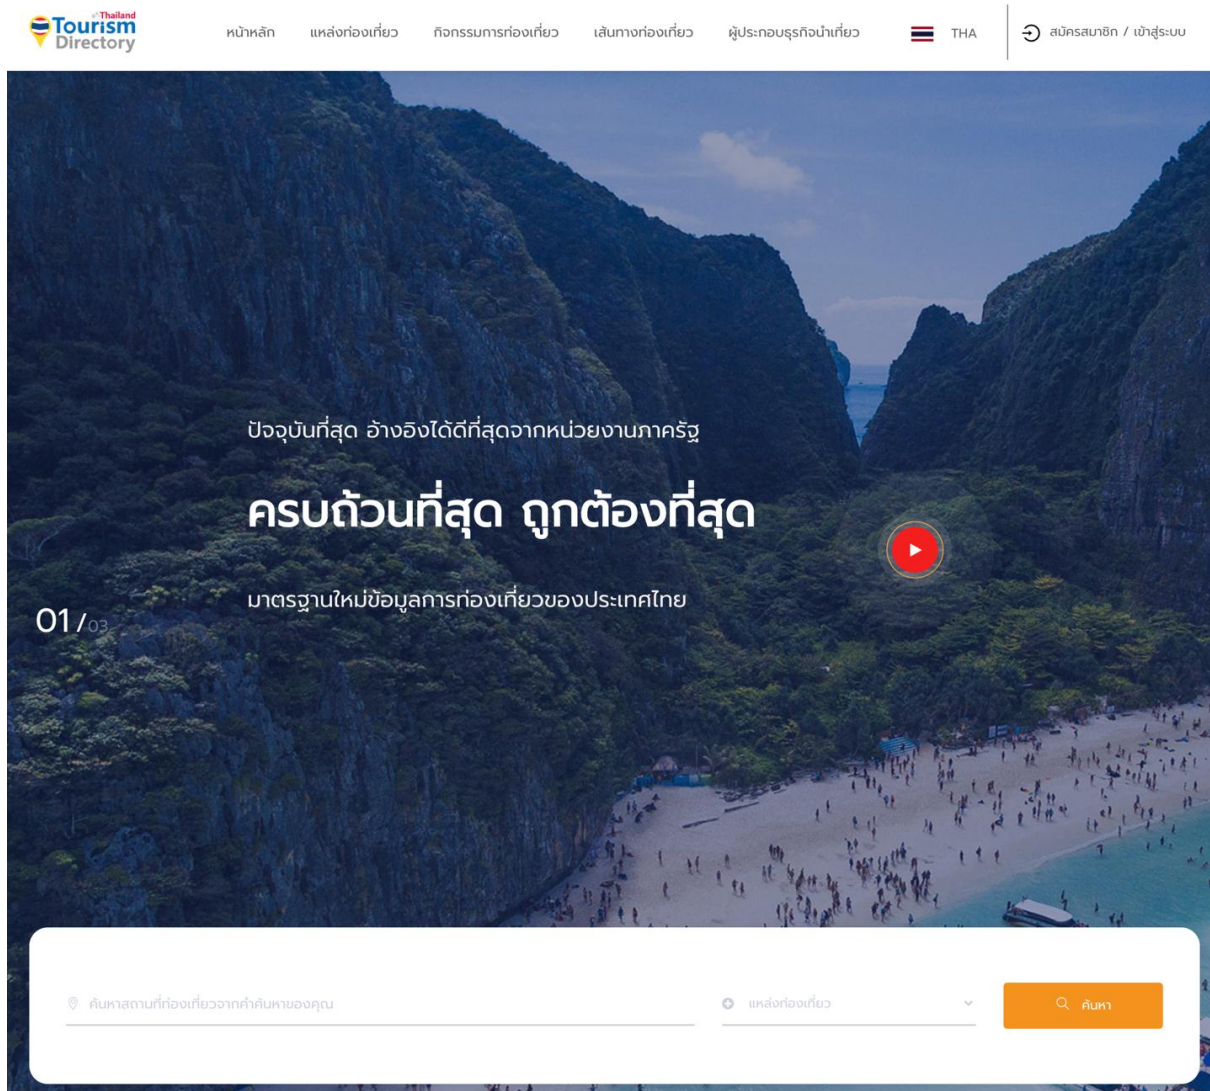 Thailand
Tourism
Directory
หน้าหลัก
แหล่งท่องเที่ยว
กิจกรรมการท่องเที่ยว
เส้นทางท่องเที่ยว
ผู้ประกอบธุรกิจนำเที่ยว
THA
สมัครสมาชิก / เข้าสู่ระบบ
ปัจจุบันที่สุด อ้างอิงได้ดีที่สุดจากหน่วยงานภาครัฐ
ครบถ้วนที่สุด ถูกต้องที่สุด
มาตรฐานใหม่ข้อมูลการท่องเที่ยวของประเทศไทย
01/03
ค้นหาสถานที่ท่องเที่ยวจากคำค้นหาของคุณ
แหล่งท่องเที่ยว
ค้นหา